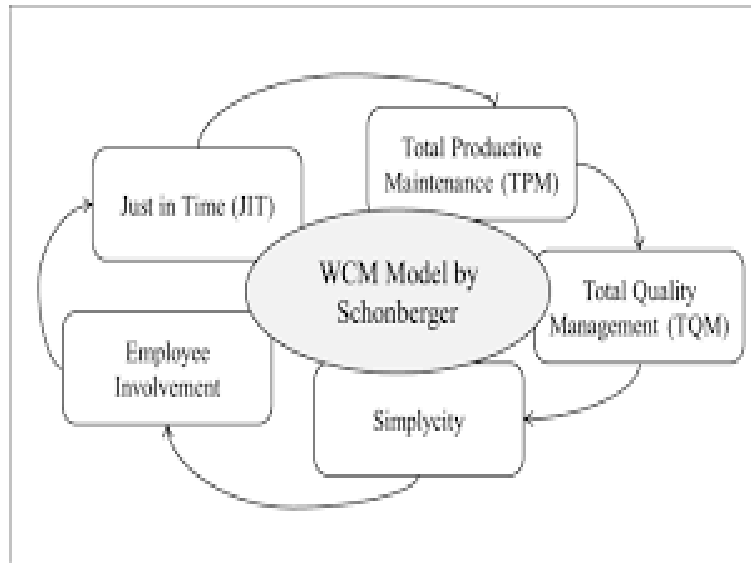 Total Productive
Maintenance (TPM)
Just in Time (JIT)
WCM Model by
Schonberger
Total Quality
Management (TQM)
Employee
Involvement
Simplycity